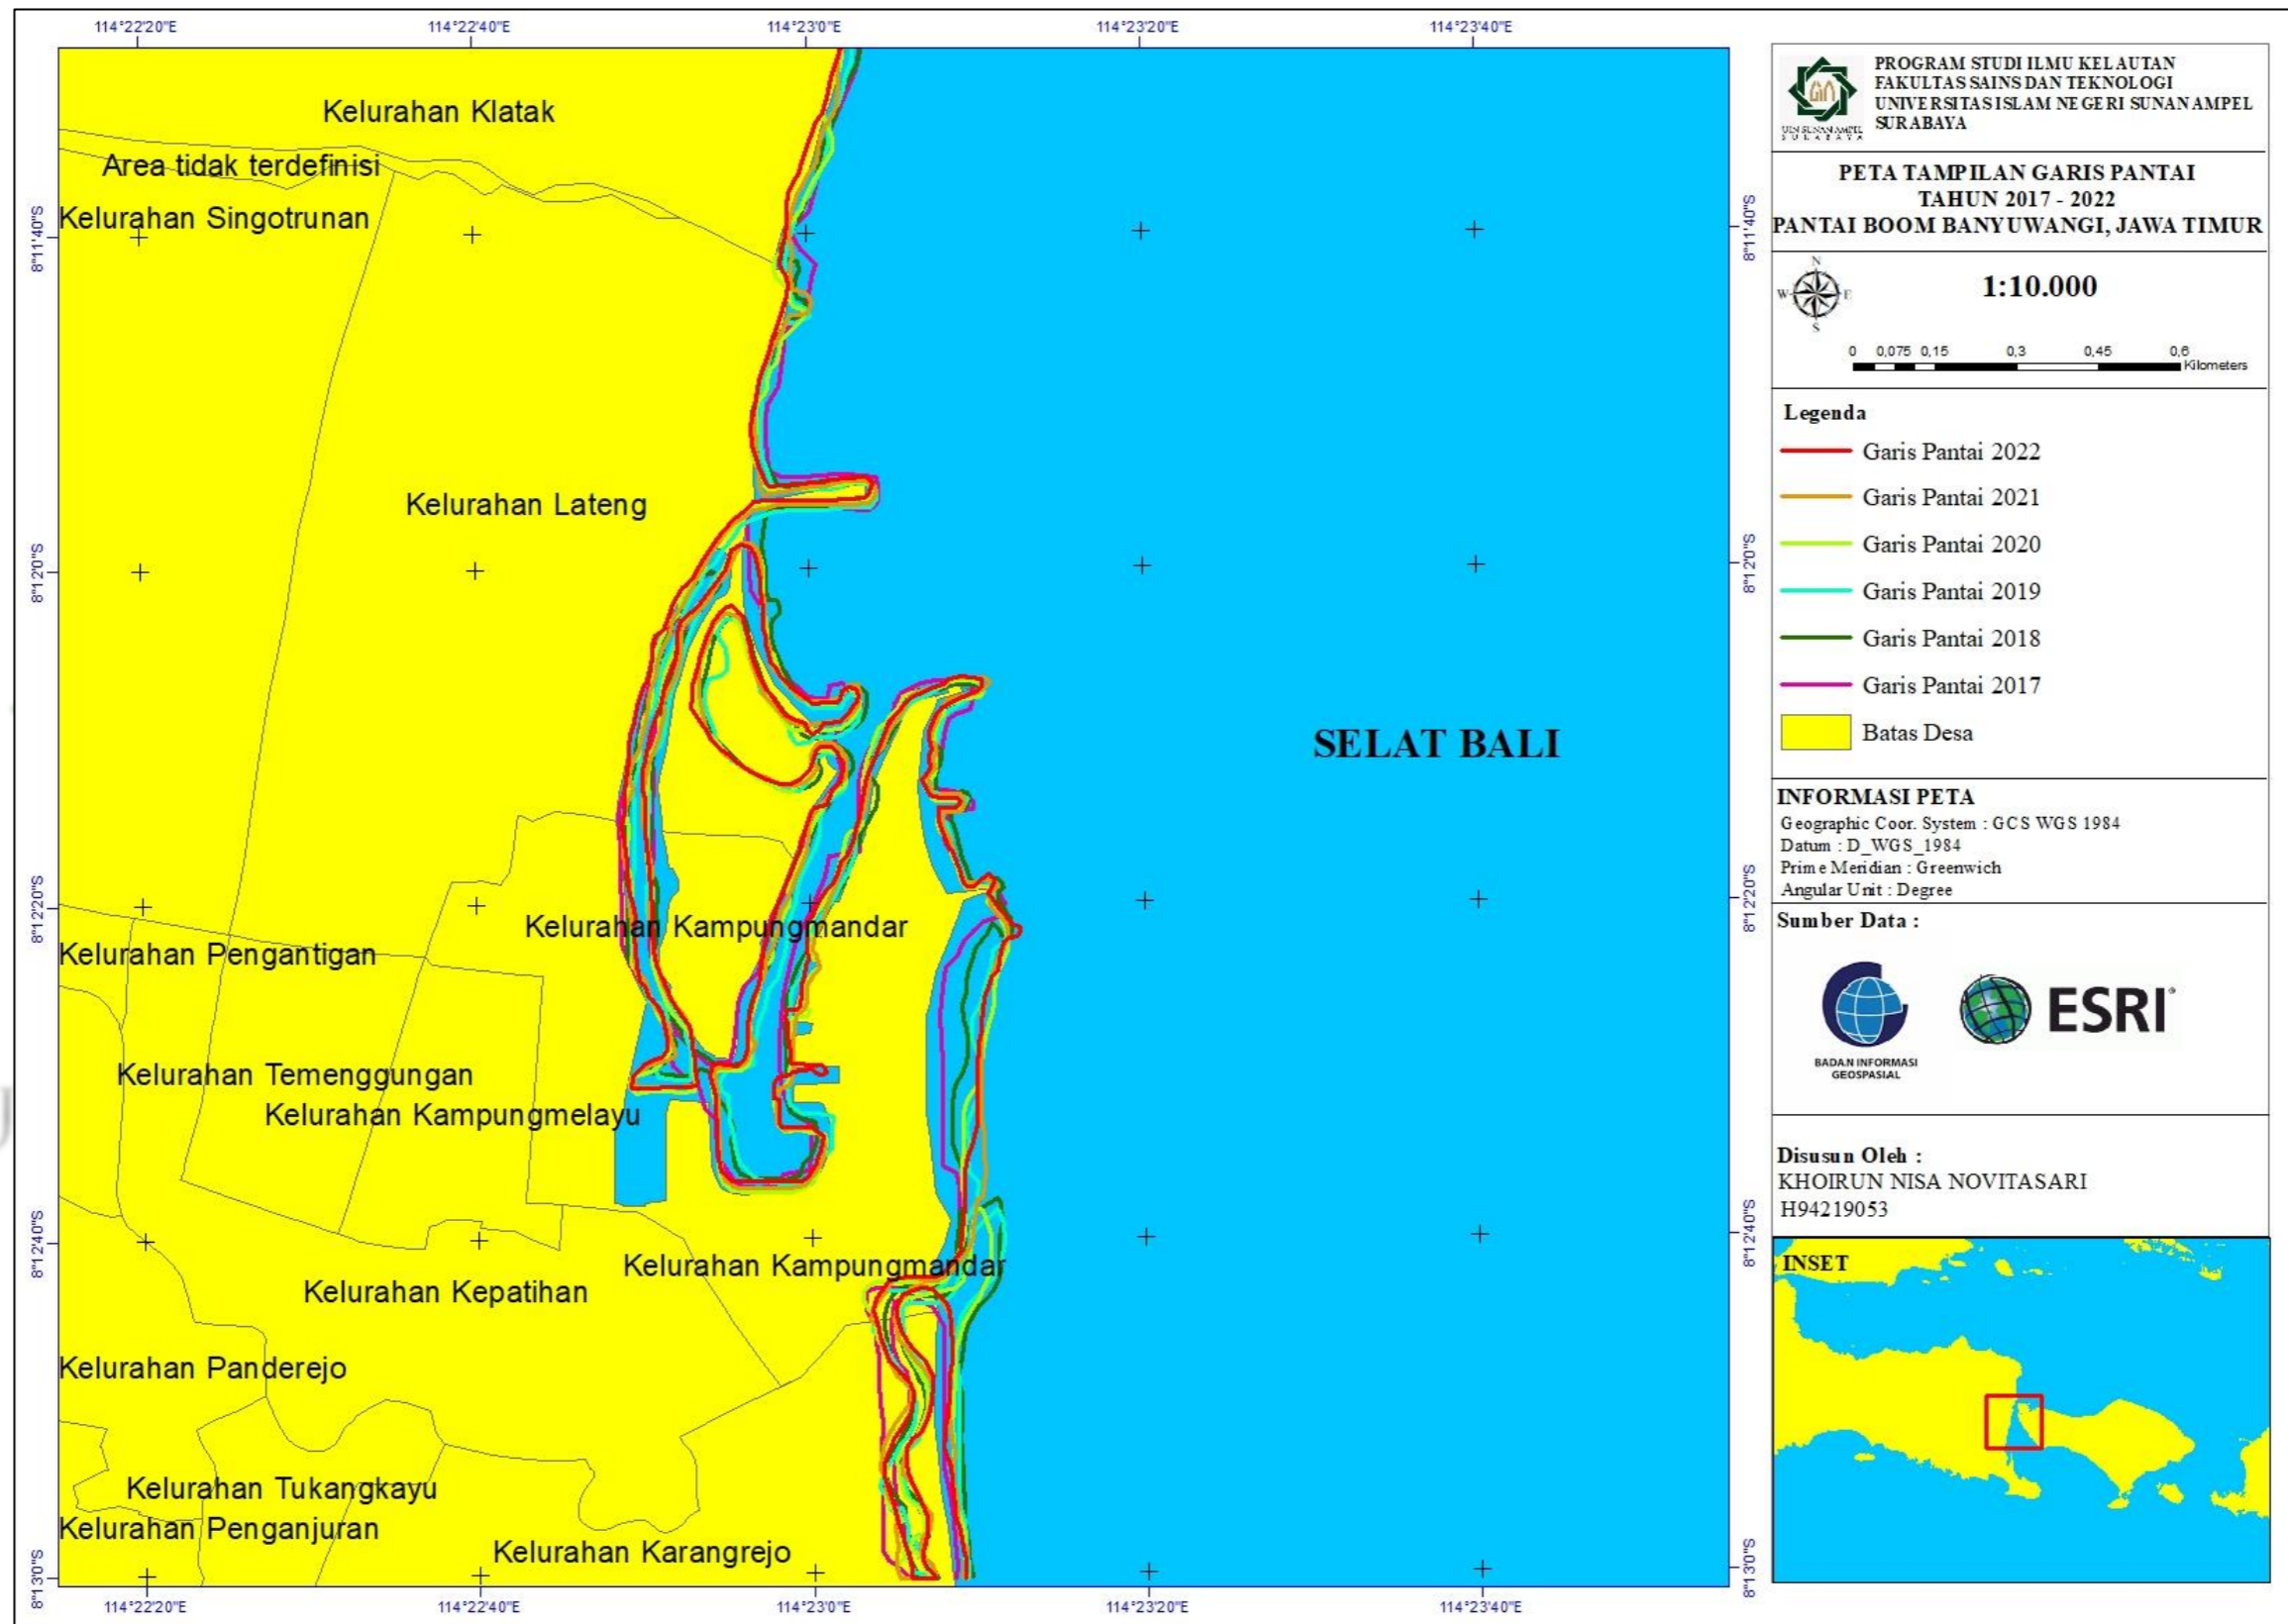 114°22'20"E 114°22'40"E 114°23'0"E 114°23'20"E 114°23'40"E
8°11'40"S 8°11'40"S
8°12'0"S 8°12'0"S
8°12'20"S 8°12'20"S
8°12'40"S 8°12'40"S
8°13'0"S 8°13'0"S
Kelurahan Klatak
Area tidak terdefinisi
Kelurahan Singotrunan
Kelurahan Lateng
SELAT BALI
Kelurahan Kampungmandar
Kelurahan Pengantigan
Kelurahan Temenggungan
Kelurahan Kampungmelayu
Kelurahan Kampungmandar
Kelurahan Kepatihan
Kelurahan Panderejo
Kelurahan Tukangkayu
Kelurahan Penganjuran
Kelurahan Karangrejo
114°22'20"E 114°22'40"E 114°23'0"E 114°23'20"E 114°23'40"E
UIN SUNAN AMPEL
SURABAYA
PROGRAM STUDI ILMU KELAUTAN
FAKULTAS SAINS DAN TEKNOLOGI
UNIVERSITAS ISLAM NEGERI SUNAN AMPEL
SURABAYA
PETA TAMPILAN GARIS PANTAI
TAHUN 2017 - 2022
PANTAI BOOM BANYUWANGI, JAWA TIMUR
N
W E
S
1:10.000
0 0,075 0,15 0,3 0,45 0,6
Kilometers
Legenda
Garis Pantai 2022
Garis Pantai 2021
Garis Pantai 2020
Garis Pantai 2019
Garis Pantai 2018
Garis Pantai 2017
Batas Desa
INFORMASI PETA
Geographic Coor. System : GCS WGS 1984
Datum : D_WGS_1984
Prime Meridian : Greenwich
Angular Unit : Degree
Sumber Data :
BADAN INFORMASI
GEOSPASIAL
ESRI
Disusun Oleh :
KHOIRUN NISA NOVITASARI
H94219053
INSET